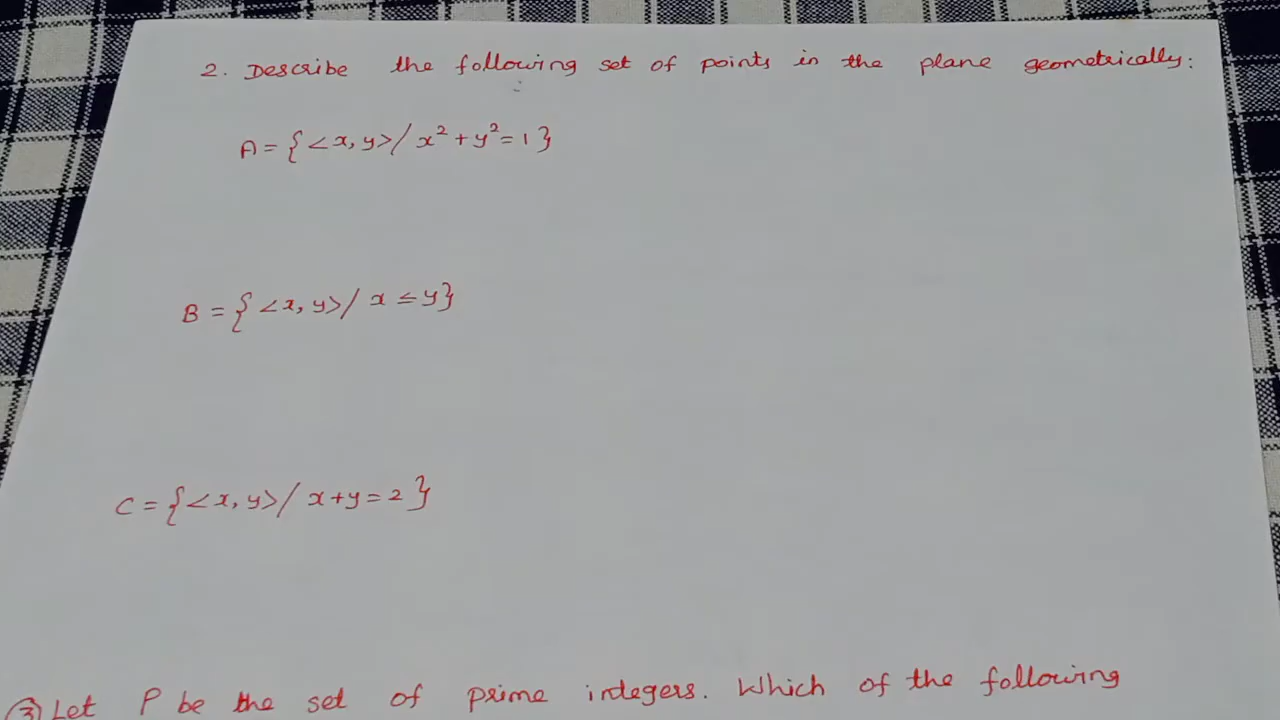 2. Describe the following set of points in the plane geometrically:
A = { <x, y> / x² + y² = 1 }
B = { <x, y> / x ≤ y }
C = { <x, y> / x + y = 2 }
③ Let P be the set of prime integers. Which of the following